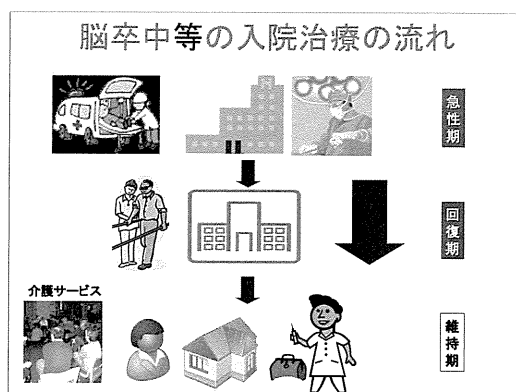 脳卒中等の入院治療の流れ
急性期
回復期
介護サービス
維持期